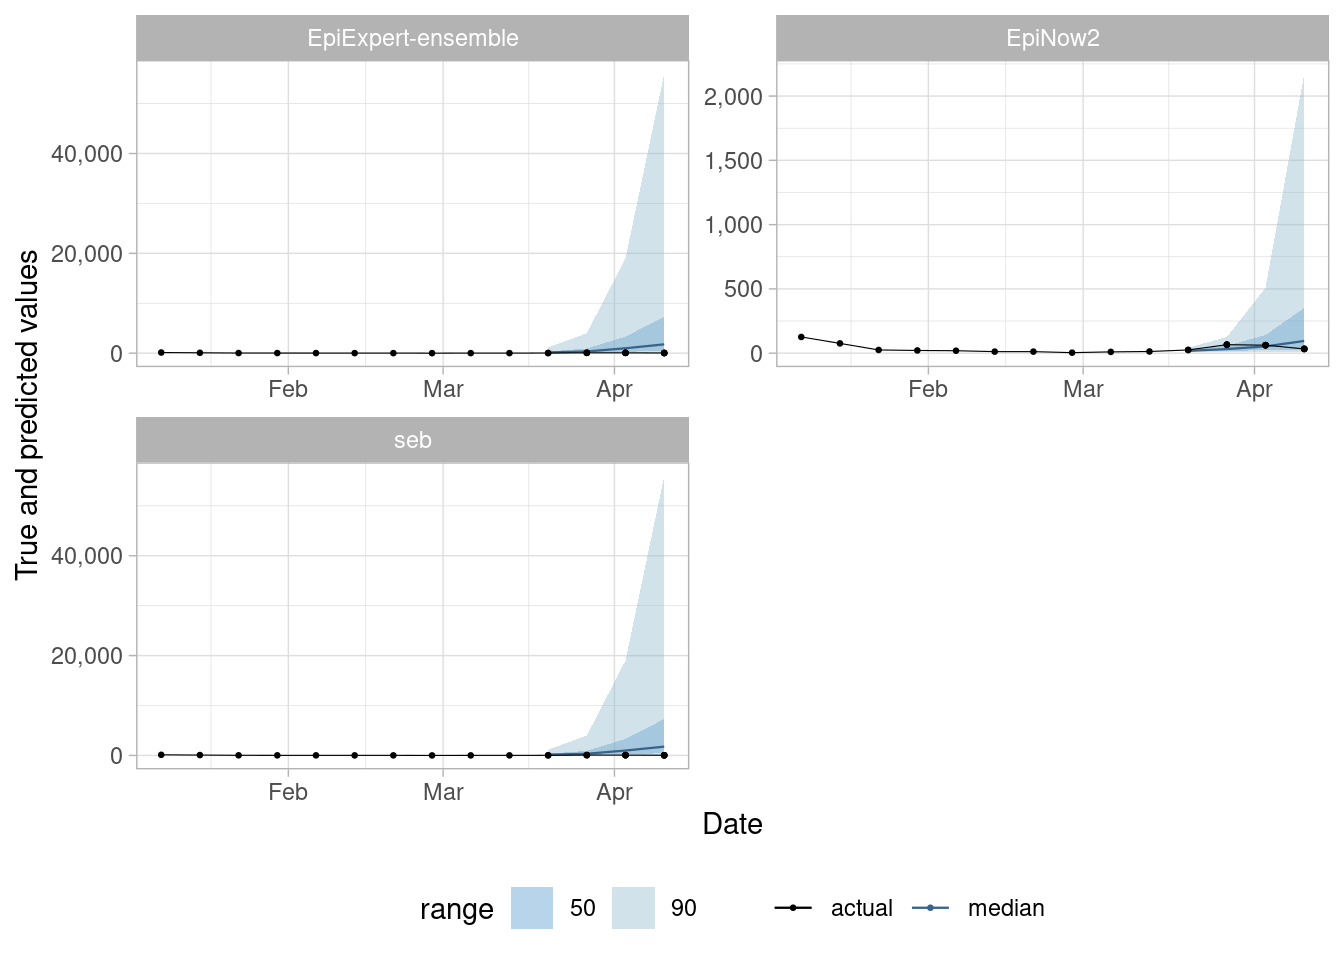 EpiExpert-ensemble
EpiNow2
True and predicted values
40,000
20,000
0
Feb Mar Apr
2,000
1,500
1,000
500
0
Feb Mar Apr
seb
40,000
20,000
0
Feb Mar Apr
Date
range 50 90 actual median